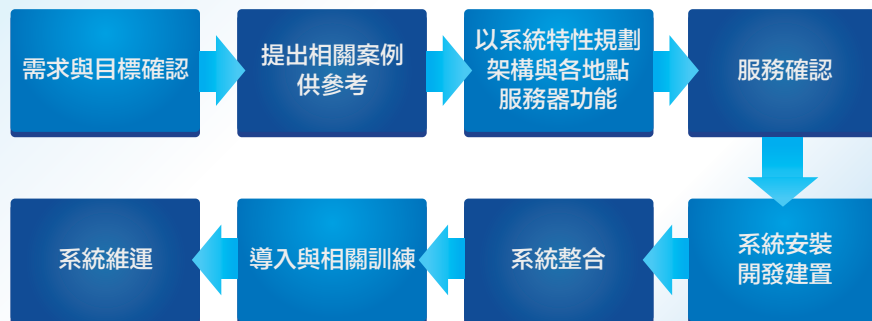 需求與目標確認
提出相關案例
供參考
以系統特性規劃
架構與各地點
服務器功能
服務確認
系統安裝
開發建置
系統整合
導入與相關訓練
系統維運